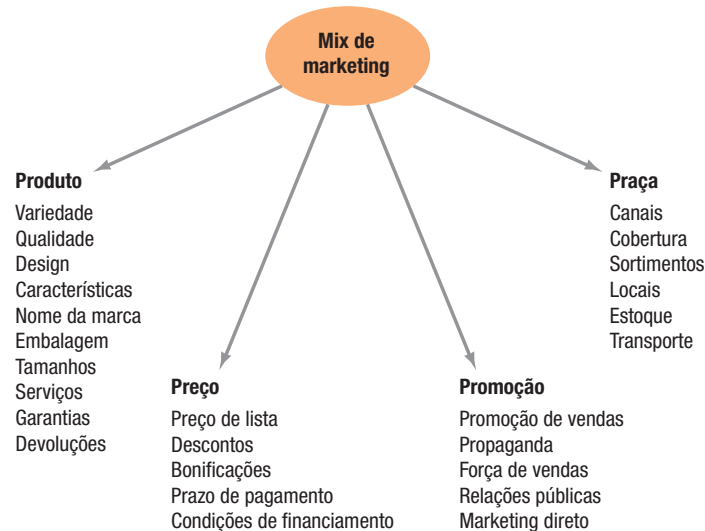 Mix de
marketing
Produto
Variedade
Qualidade
Design
Características
Nome da marca
Embalagem
Tamanhos
Serviços
Garantias
Devoluções
Preço
Preço de lista
Descontos
Bonificações
Prazo de pagamento
Condições de financiamento
Promoção
Promoção de vendas
Propaganda
Força de vendas
Relações públicas
Marketing direto
Praça
Canais
Cobertura
Sortimentos
Locais
Estoque
Transporte